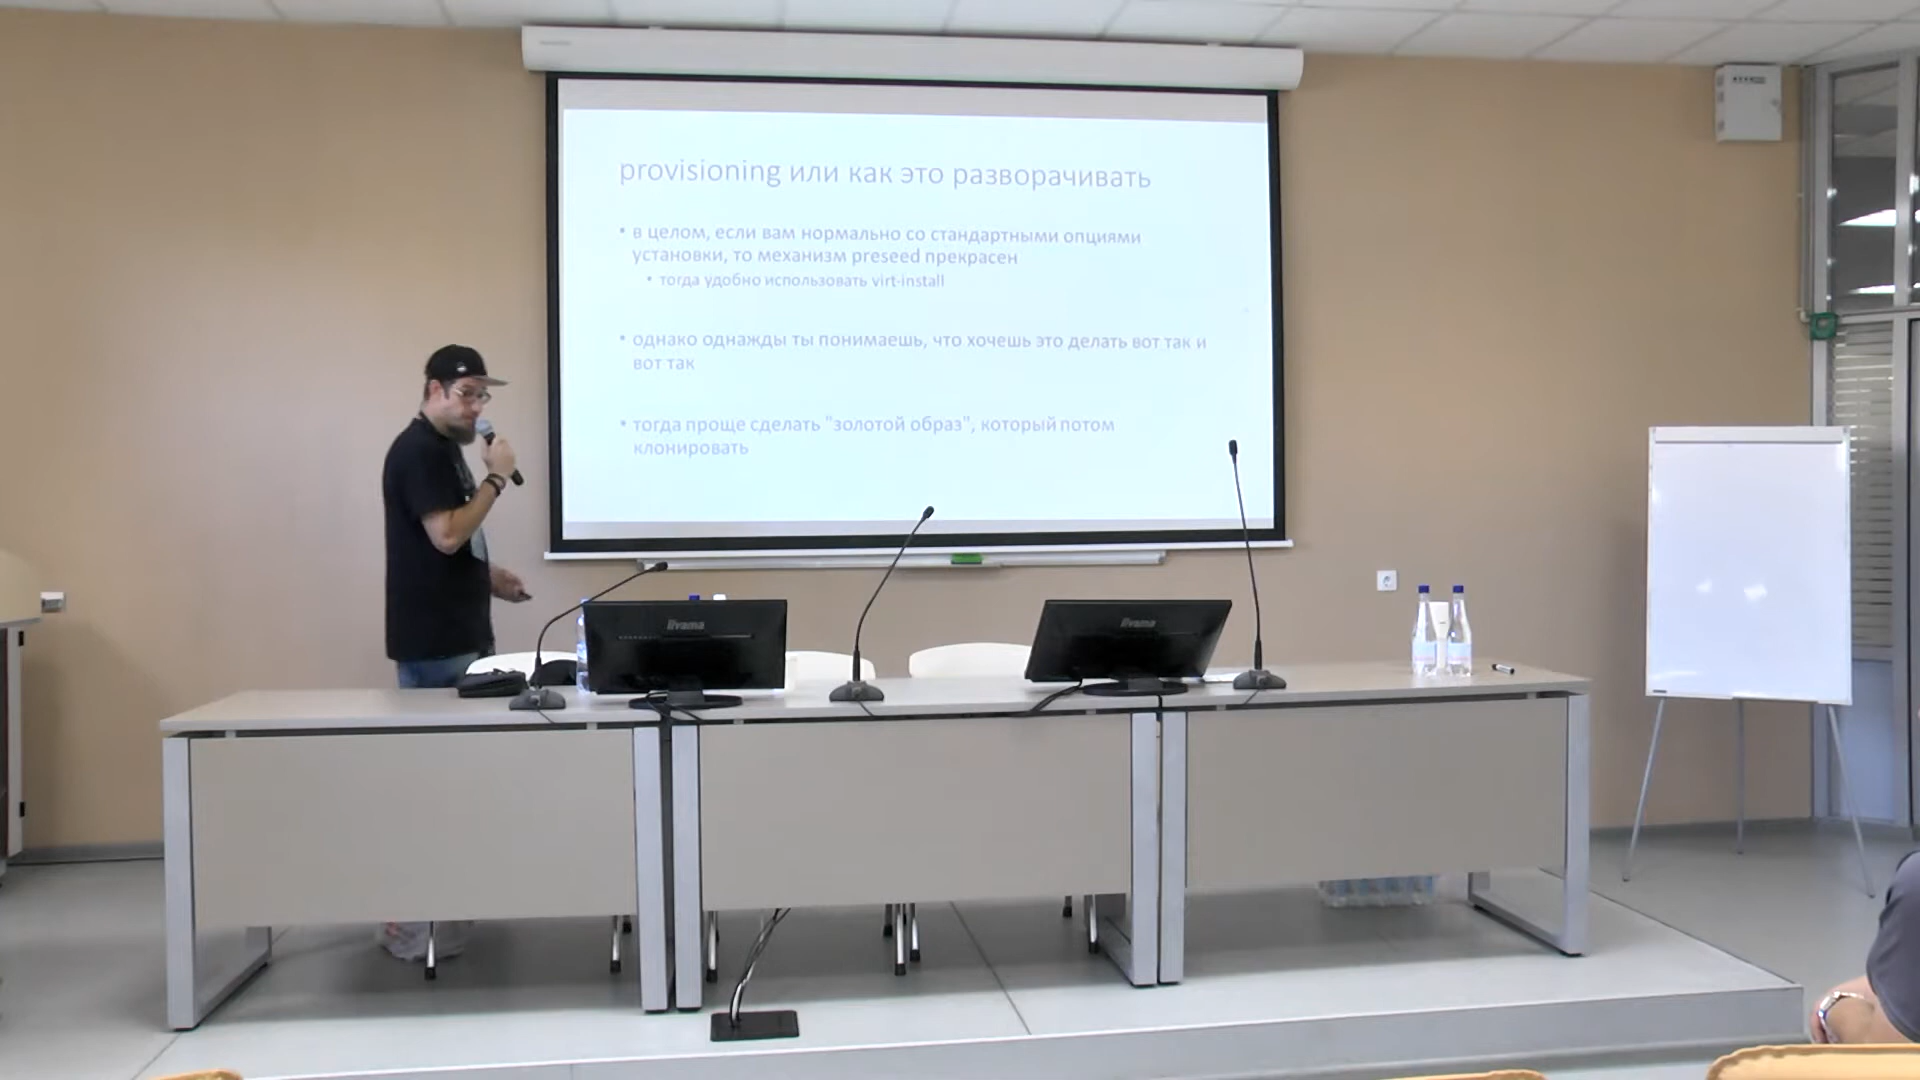 provisioning или как это разворачивать
• в целом, если вам нормально со стандартными опциями
установки, то механизм preseed прекрасен
• тогда удобно использовать virt-install
• однако однажды ты понимаешь, что хочешь это делать вот так и
вот так
• тогда проще сделать "золотой образ", который потом
клонировать
iiyama
iiyama